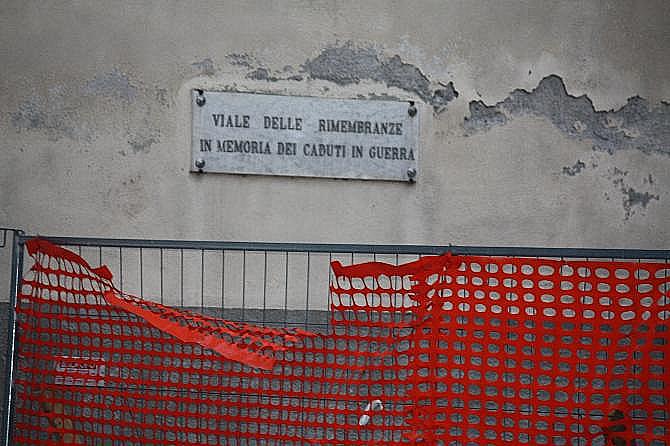 VIALE DELLE RIMEMBRANZE
IN MEMORIA DEI CADUTI IN GUERRA